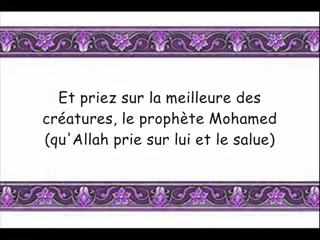 Et priez sur la meilleure des
créatures, le prophète Mohamed
(qu'Allah prie sur lui et le salue)